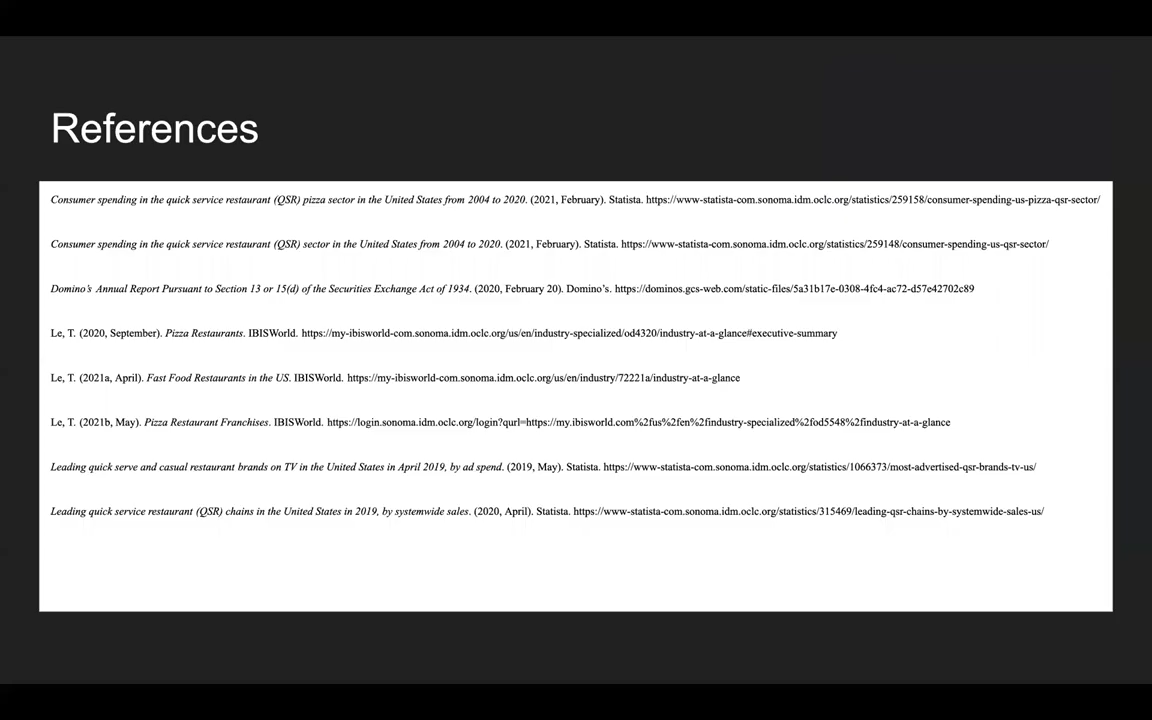 References
Consumer spending in the quick service restaurant (QSR) pizza sector in the United States from 2004 to 2020. (2021, February). Statista. https://www-statista-com.sonoma.idm.oclc.org/statistics/259158/consumer-spending-us-pizza-qsr-sector/
Consumer spending in the quick service restaurant (QSR) sector in the United States from 2004 to 2020. (2021, February). Statista. https://www-statista-com.sonoma.idm.oclc.org/statistics/259148/consumer-spending-us-qsr-sector/
Domino's Annual Report Pursuant to Section 13 or 15(d) of the Securities Exchange Act of 1934. (2020, February 20). Domino's. https://dominos.gcs-web.com/static-files/5a31b17e-0308-4fc4-ac72-d57e42702c89
Le, T. (2020, September). Pizza Restaurants. IBISWorld. https://my-ibisworld-com.sonoma.idm.oclc.org/us/en/industry-specialized/od4320/industry-at-a-glance#executive-summary
Le, T. (2021a, April). Fast Food Restaurants in the US. IBISWorld. https://my-ibisworld-com.sonoma.idm.oclc.org/us/en/industry/72221a/industry-at-a-glance
Le, T. (2021b, May). Pizza Restaurant Franchises. IBISWorld. https://login.sonoma.idm.oclc.org/login?qurl=https://my.ibisworld.com%2fus%2fen%2findustry-specialized%2fod5548%2findustry-at-a-glance
Leading quick serve and casual restaurant brands on TV in the United States in April 2019, by ad spend. (2019, May). Statista. https://www-statista-com.sonoma.idm.oclc.org/statistics/1066373/most-advertised-qsr-brands-tv-us/
Leading quick service restaurant (QSR) chains in the United States in 2019, by systemwide sales. (2020, April). Statista. https://www-statista-com.sonoma.idm.oclc.org/statistics/315469/leading-qsr-chains-by-systemwide-sales-us/